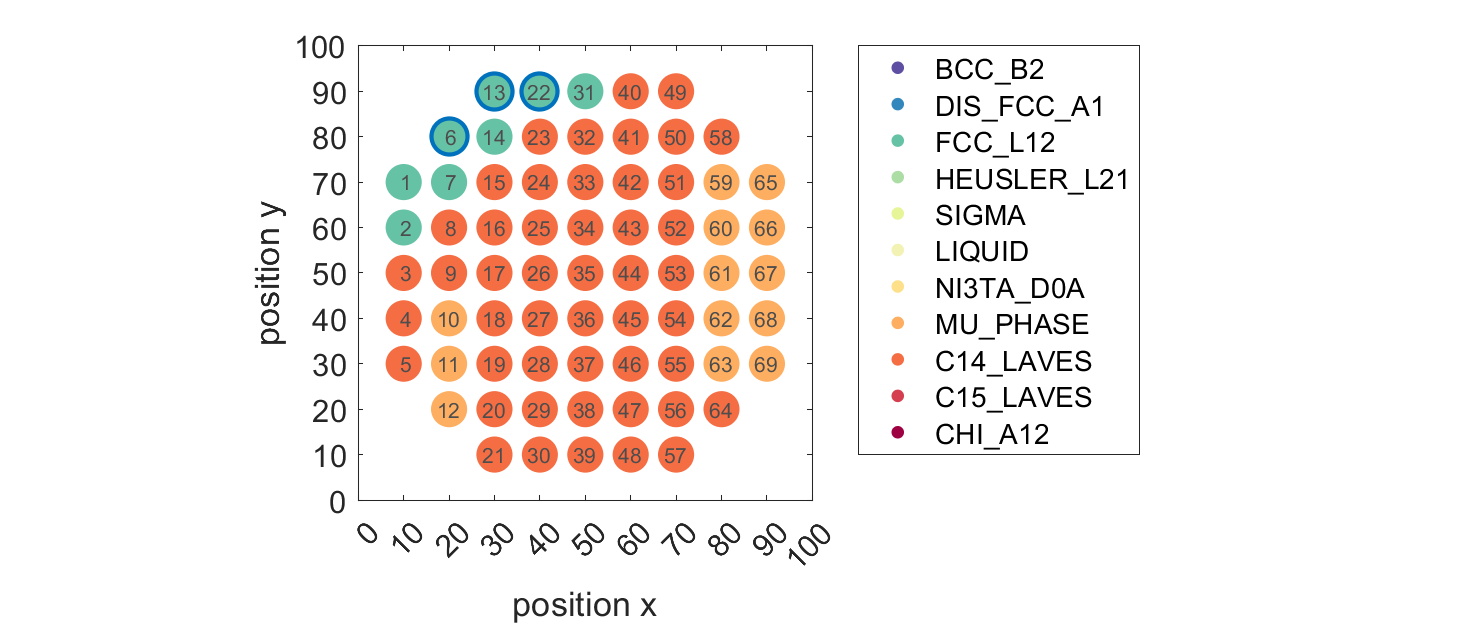 100
90
80
70
60
50
40
30
20
10
0
13 22 31 40 49
6 14 23 32 41 50 58
1 7 15 24 33 42 51 59 65
2 8 16 25 34 43 52 60 66
3 9 17 26 35 44 53 61 67
4 10 18 27 36 45 54 62 68
5 11 19 28 37 46 55 63 69
12 20 29 38 47 56 64
21 30 39 48 57
0 10 20 30 40 50 60 70 80 90 100
position x
position y
BCC_B2
DIS_FCC_A1
FCC_L12
HEUSLER_L21
SIGMA
LIQUID
NI3TA_D0A
MU_PHASE
C14_LAVES
C15_LAVES
CHI_A12